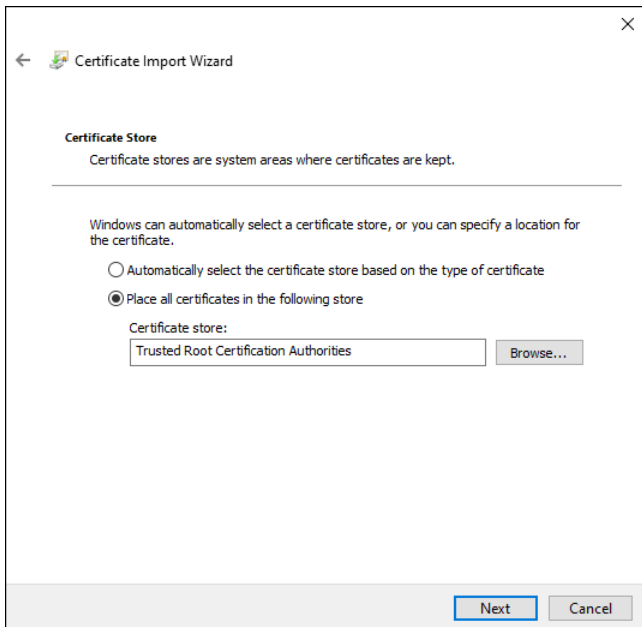 Certificate Import Wizard
Certificate Store
Certificate stores are system areas where certificates are kept.
Windows can automatically select a certificate store, or you can specify a location for
the certificate.
Automatically select the certificate store based on the type of certificate
Place all certificates in the following store
Certificate store:
Trusted Root Certification Authorities
Browse...
Next
Cancel